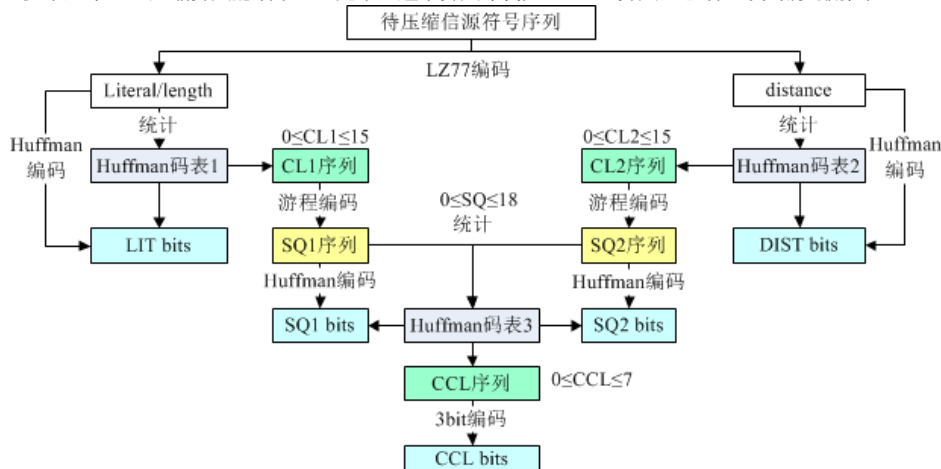 待压缩信源符号序列
LZ77编码
Literal/length
distance
统计
统计
Huffman
编码
Huffman
编码
0≤CL1≤15
0≤CL2≤15
Huffman码表1
CL1序列
CL2序列
Huffman码表2
游程编码
0≤SQ≤18
统计
游程编码
LIT bits
SQ1序列
SQ2序列
DIST bits
Huffman编码
Huffman编码
SQ1 bits
Huffman码表3
SQ2 bits
CCL序列
0≤CCL≤7
3bit编码
CCL bits